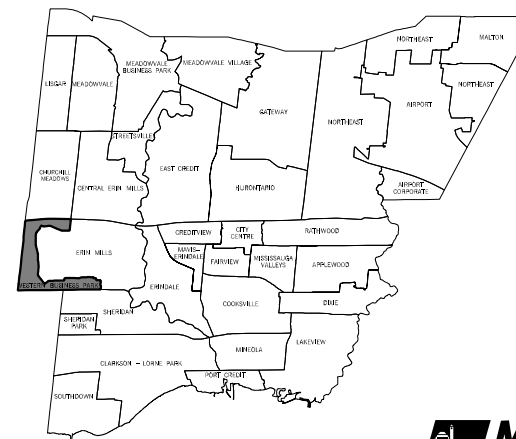 NORTHEAST
MALTON
MEADOWVALE
BUSINESS PARK
MEADOWVALE VILLAGE
LISGAR
MEADOWVALE
NORTHEAST
GATEWAY
AIRPORT
NORTHEAST
STREETSVILLE
EAST CREDIT
CHURCHILL
MEADOWS
CENTRAL ERIN MILLS
HURONTARIO
AIRPORT
CORPORATE
CREDITVIEW
CITY
CENTRE
RATHWOOD
ERIN MILLS
MAVIS-
ERINDALE
FAIRVIEW
MISSISSAUGA
VALLEYS
APPLEWOOD
WESTERN BUSINESS PARK
ERINDALE
COOKSVILLE
DIXIE
SHERIDAN
SHERIDAN
PARK
LAKEVIEW
MINEOLA
CLARKSON - LORNE PARK
PORT CREDIT
SOUTHDOWN
M